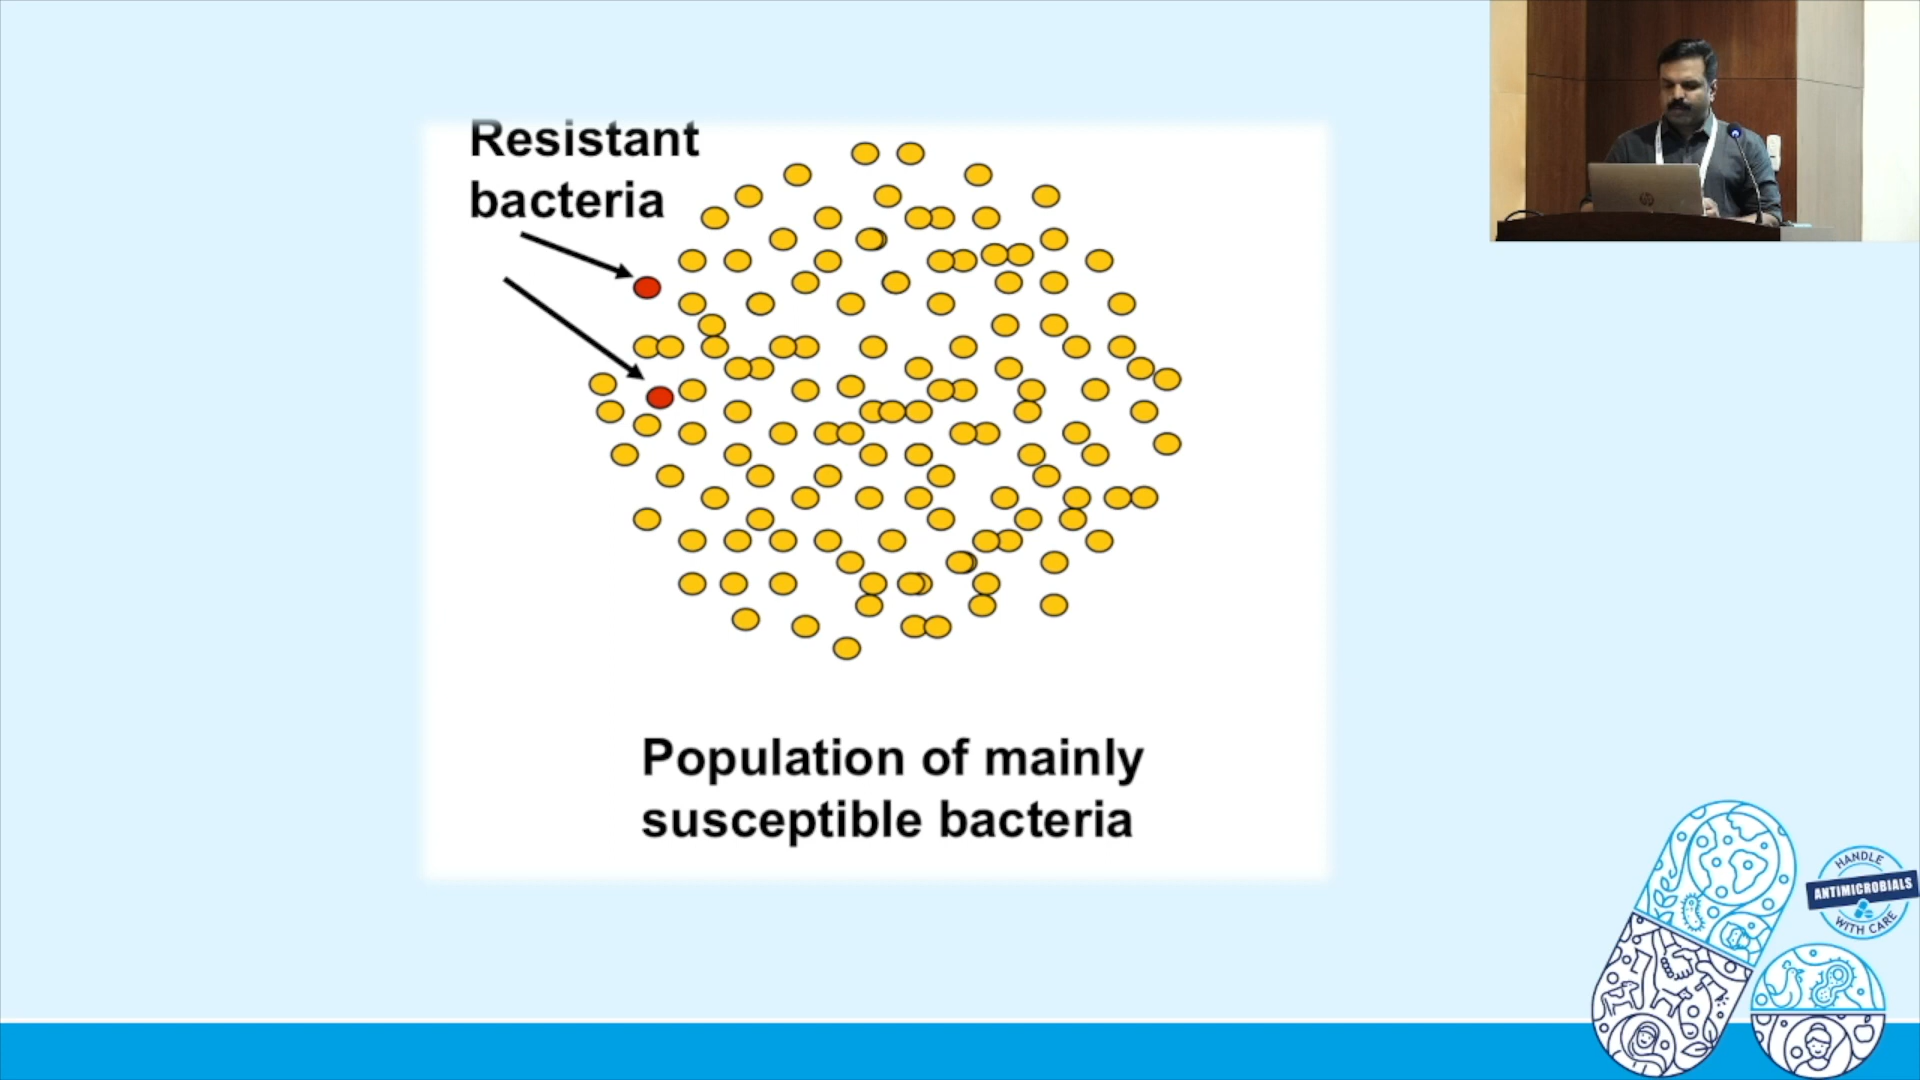 Resistant
bacteria
Population of mainly
susceptible bacteria
HANDLE
ANTIMICROBIALS
WITH CARE